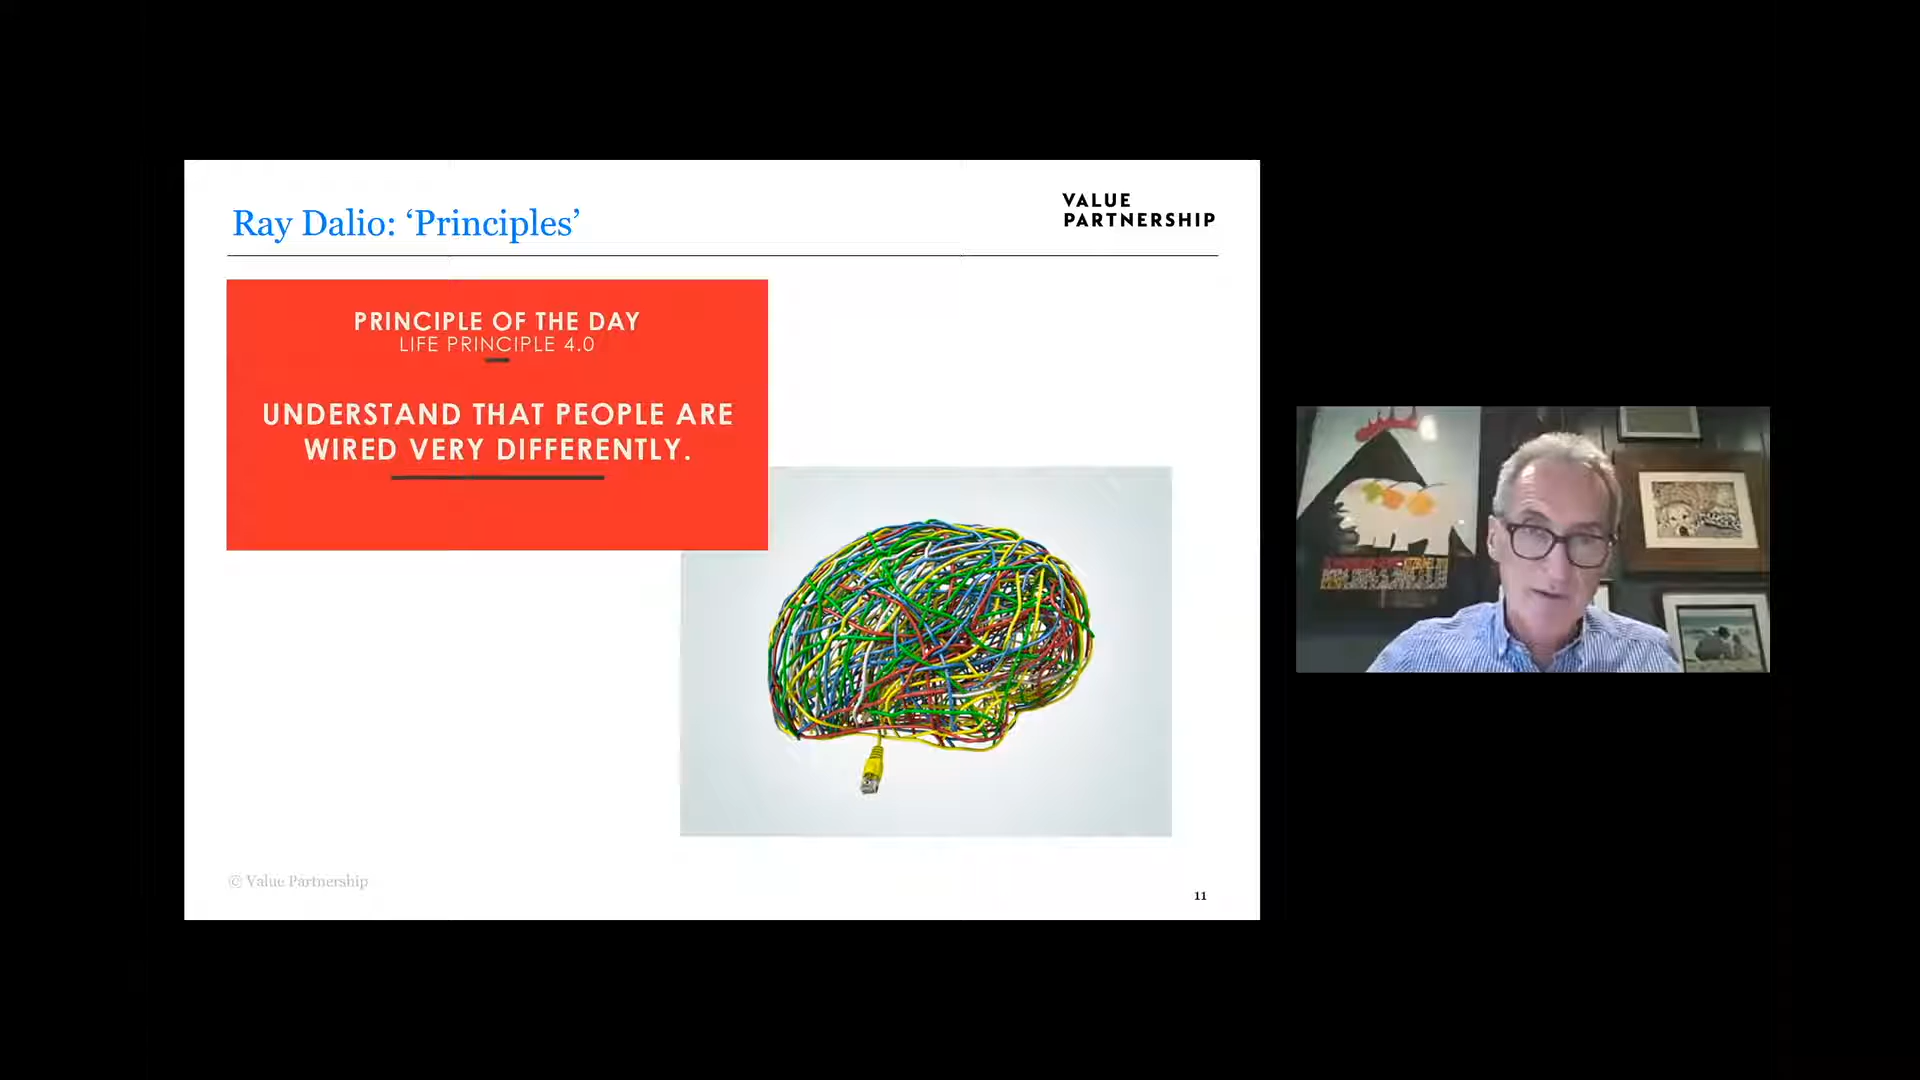 Ray Dalio: ‘Principles’
VALUE
PARTNERSHIP
PRINCIPLE OF THE DAY
LIFE PRINCIPLE 4.0
UNDERSTAND THAT PEOPLE ARE
WIRED VERY DIFFERENTLY.
© Value Partnership
11